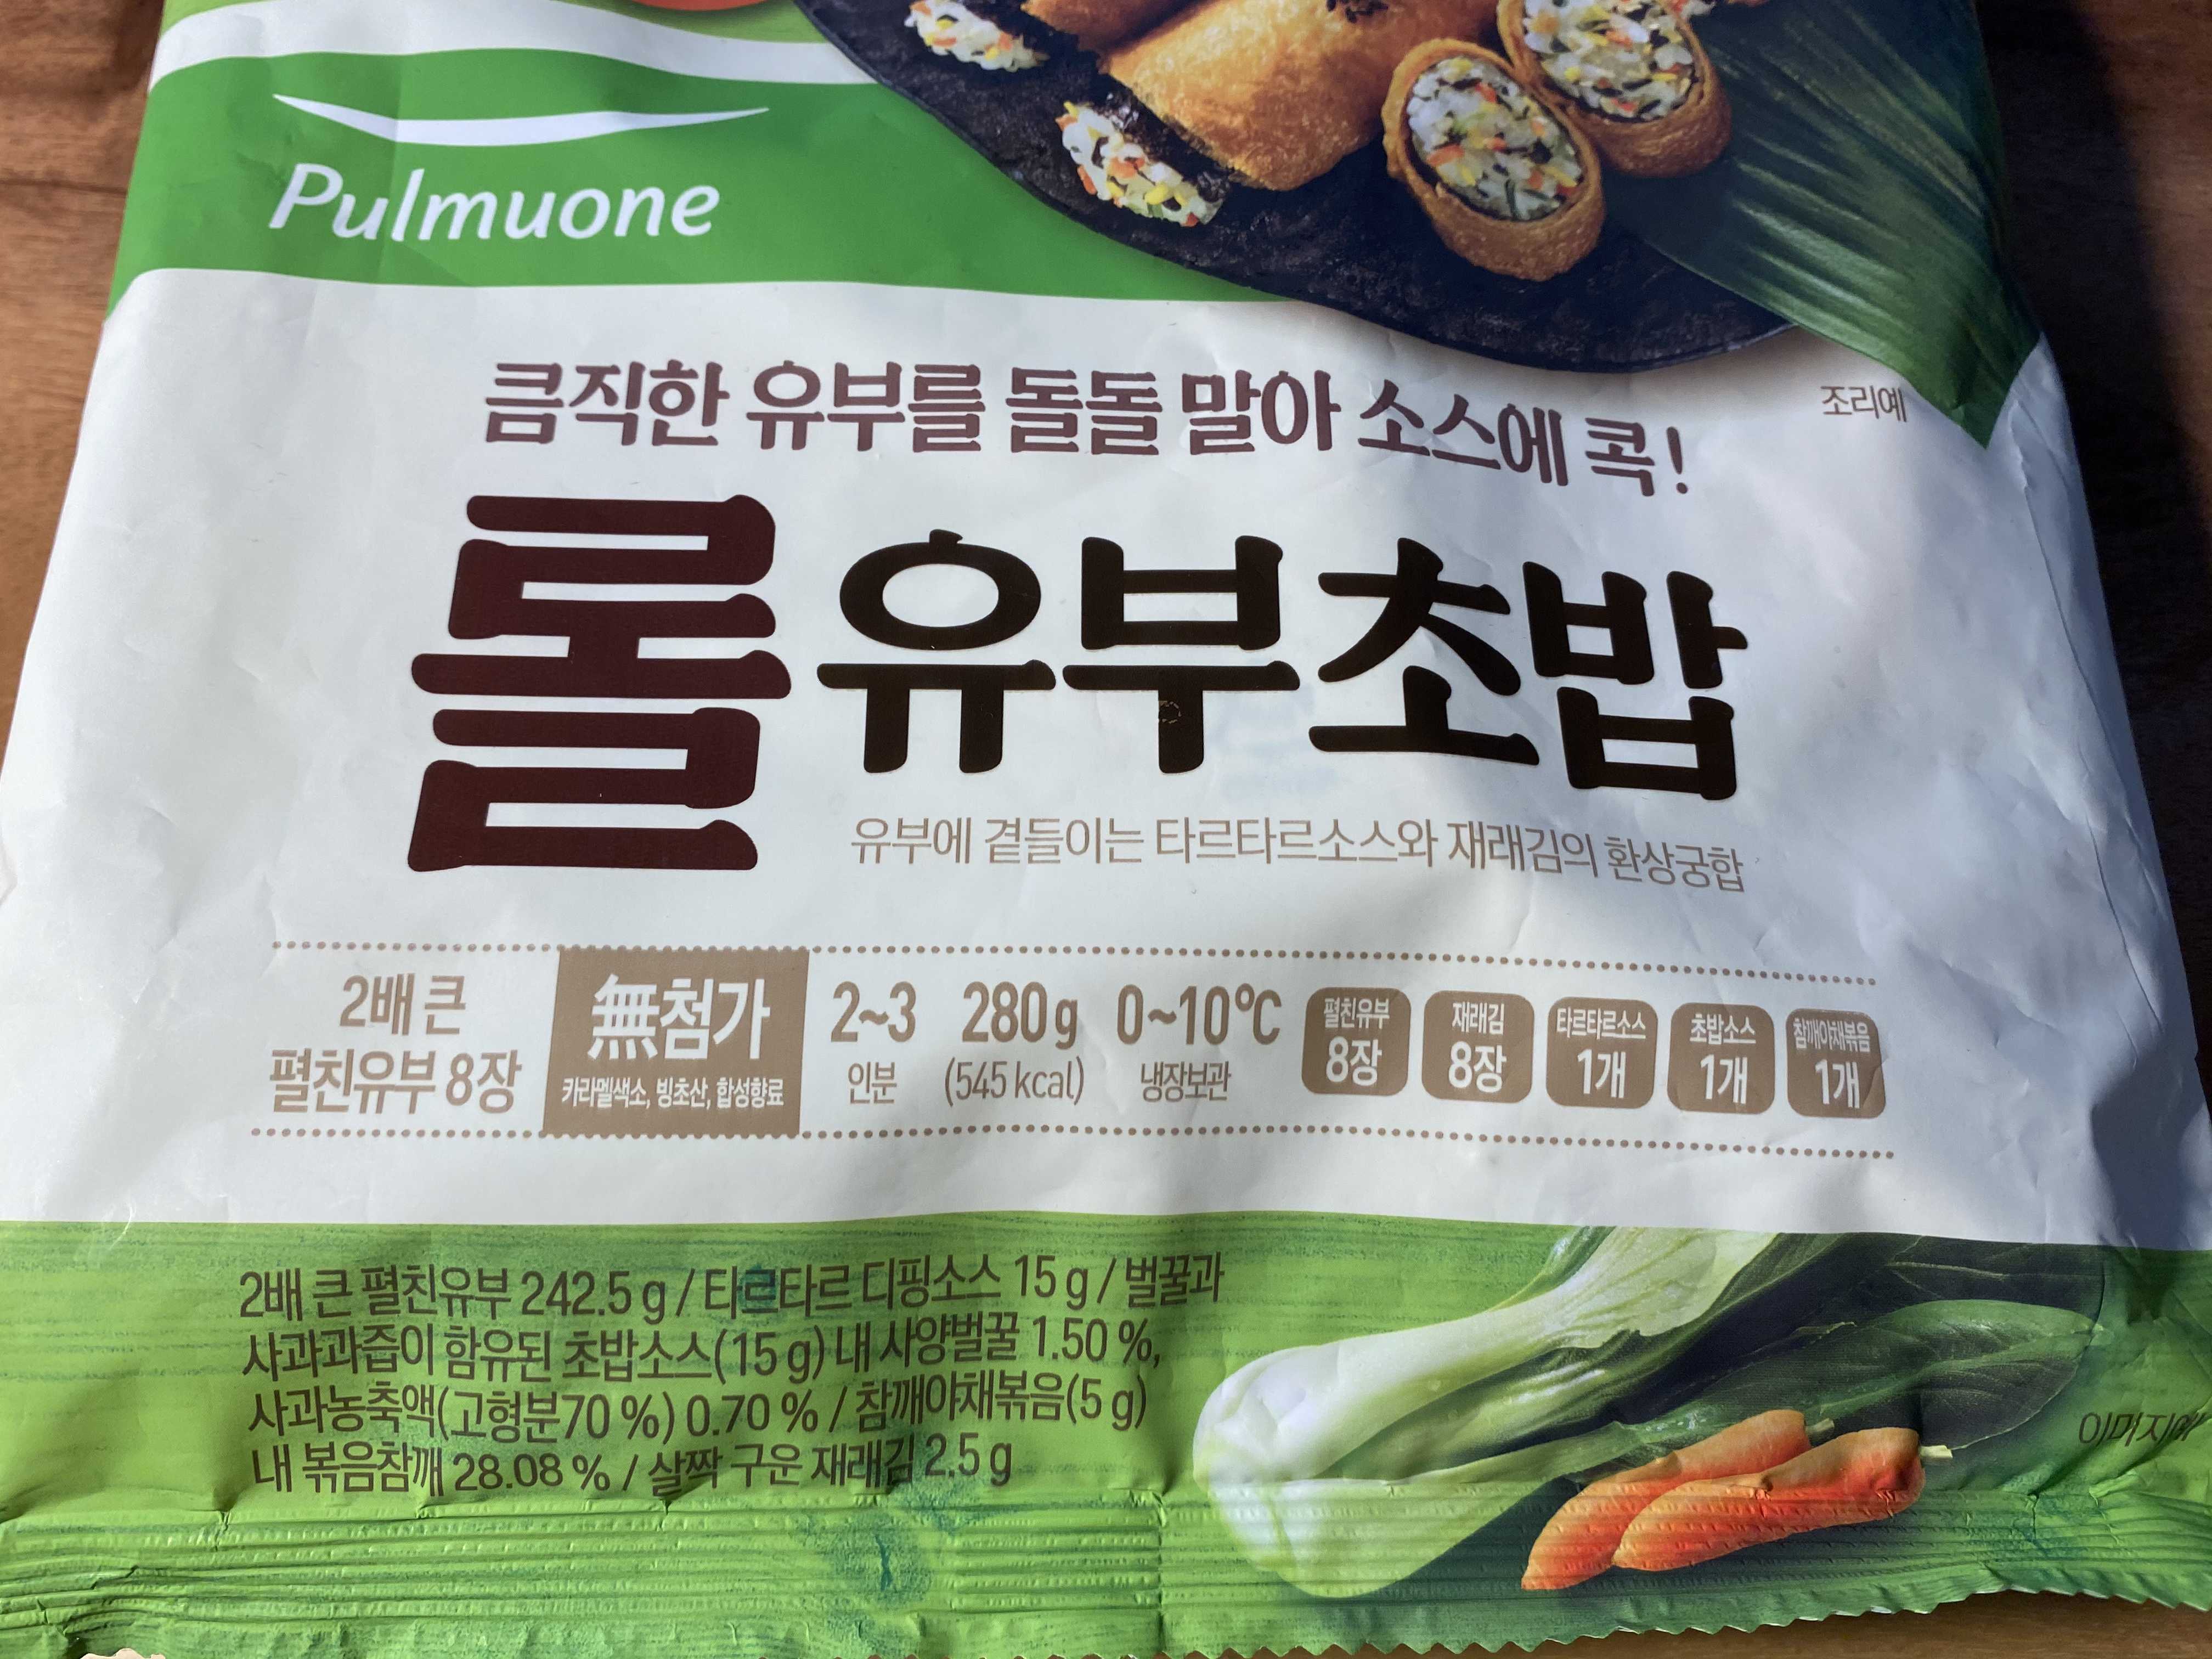 Pulmuone
조리예
큼직한 유부를 돌돌 말아 소스에 콕!
롤유부초밥
유부에 곁들이는 타르타르소스와 재래김의 환상궁합
2배 큰
펼친유부 8장
無첨가
카라멜색소, 빙초산, 합성향료
2~3
인분
280g
(545 kcal)
0~10℃
냉장보관
펼친유부
8장
재래김
8장
타르타르소스
1개
초밥소스
1개
참깨야채볶음
1개
2배 큰 펼친유부 242.5 g / 타르타르 디핑소스 15 g / 벌꿀과
사과과즙이 함유된 초밥소스(15 g) 내 사양벌꿀 1.50 %,
사과농축액(고형분70 %) 0.70 % / 참깨야채볶음(5 g)
내 볶음참깨 28.08 % / 살짝 구운 재래김 2.5 g
이미지예